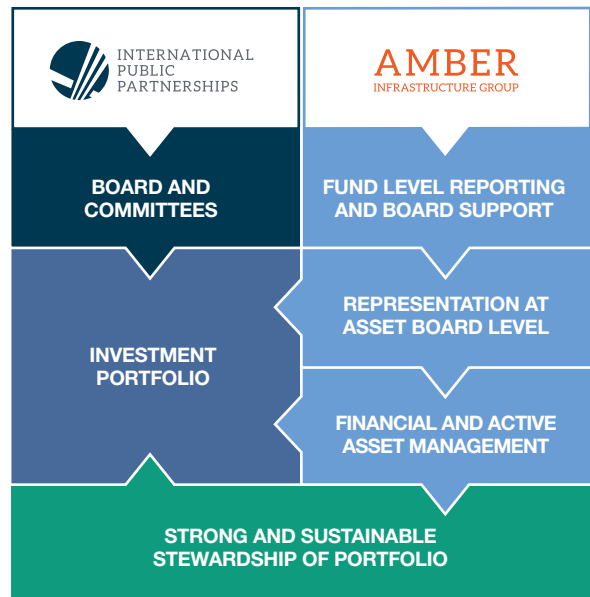 INTERNATIONAL
PUBLIC
PARTNERSHIPS
AMBER
INFRASTRUCTURE GROUP
BOARD AND
COMMITTEES
FUND LEVEL REPORTING
AND BOARD SUPPORT
INVESTMENT
PORTFOLIO
REPRESENTATION AT
ASSET BOARD LEVEL
FINANCIAL AND ACTIVE
ASSET MANAGEMENT
STRONG AND SUSTAINABLE
STEWARDSHIP OF PORTFOLIO